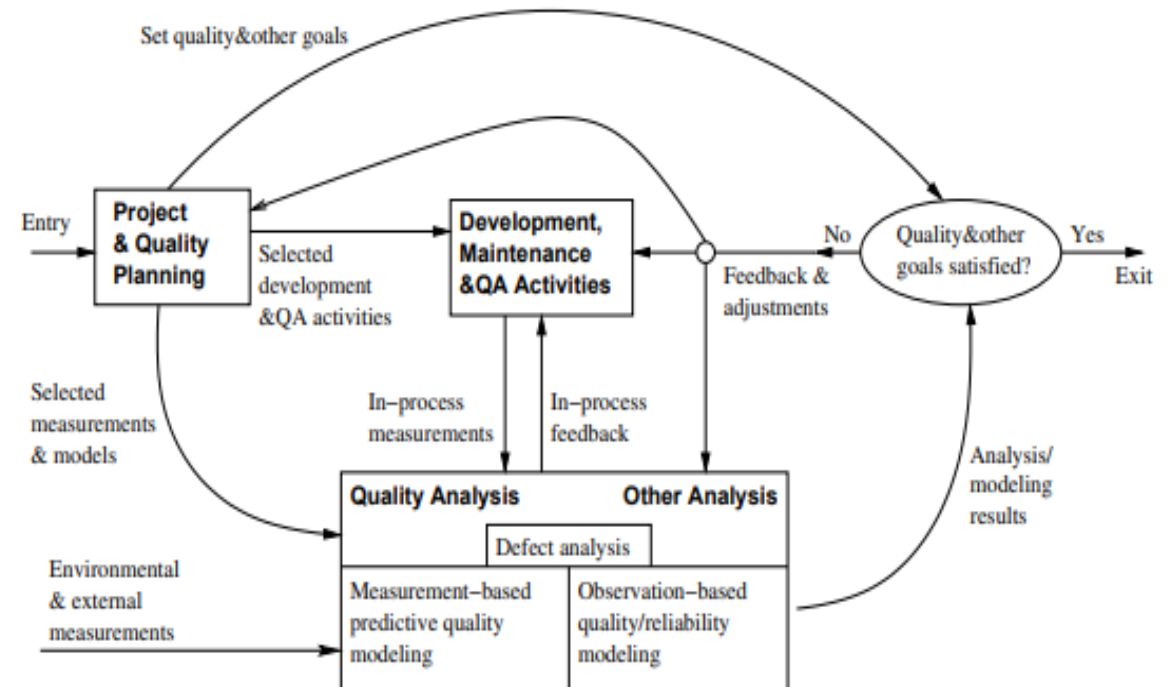 Set quality&other goals
Entry
Project
& Quality
Planning
Selected
development
&QA activities
Development,
Maintenance
&QA Activities
No
Feedback &
adjustments
Quality&other
goals satisfied?
Yes
Exit
Selected
measurements
& models
In−process
measurements
In−process
feedback
Analysis/
modeling
results
Environmental
& external
measurements
Quality Analysis
Other Analysis
Defect analysis
Measurement−based
predictive quality
modeling
Observation−based
quality/reliability
modeling